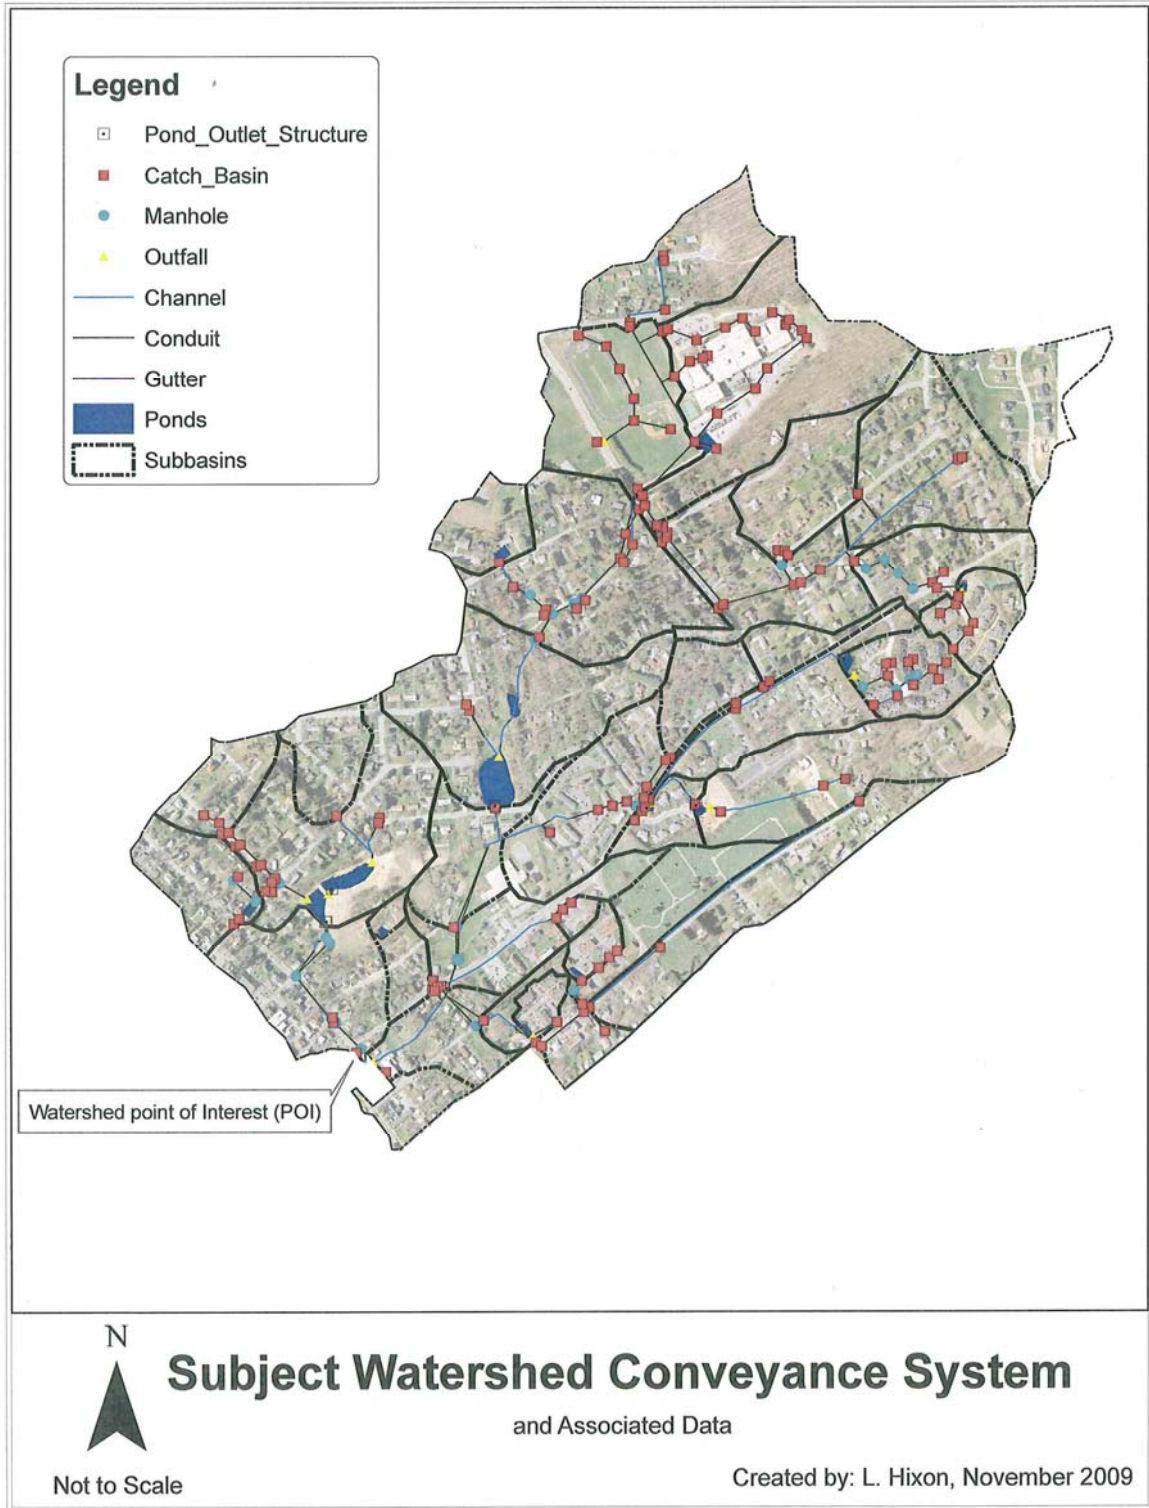 Legend
Pond_Outlet_Structure
Catch_Basin
Manhole
Outfall
Channel
Conduit
Gutter
Ponds
Subbasins
Watershed point of Interest (POI)
N
Subject Watershed Conveyance System
and Associated Data
Not to Scale
Created by: L. Hixon, November 2009